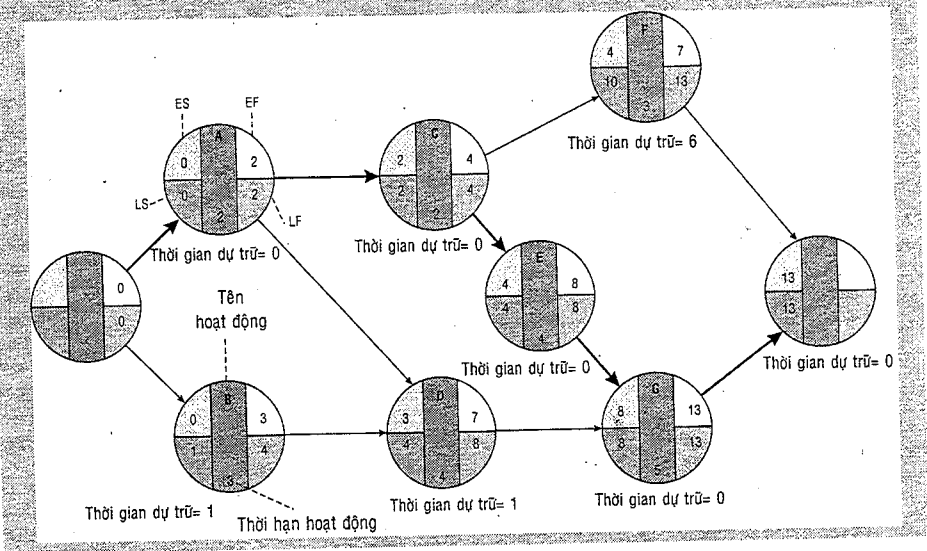 F
4
7
10
13
3
Thời gian dự trữ= 6
ES
EF
A
0
2
0
2
2
LS
LF
Thời gian dự trữ= 0
C
2
4
2
4
2
Thời gian dự trữ= 0
0
0
E
4
8
4
8
4
Thời gian dự trữ= 0
13
13
Thời gian dự trữ= 0
Tên
hoạt động
B
0
3
1
4
3
Thời gian dự trữ= 1
Thời hạn hoạt động
D
3
7
4
8
4
Thời gian dự trữ= 1
G
8
13
8
13
5
Thời gian dự trữ= 0